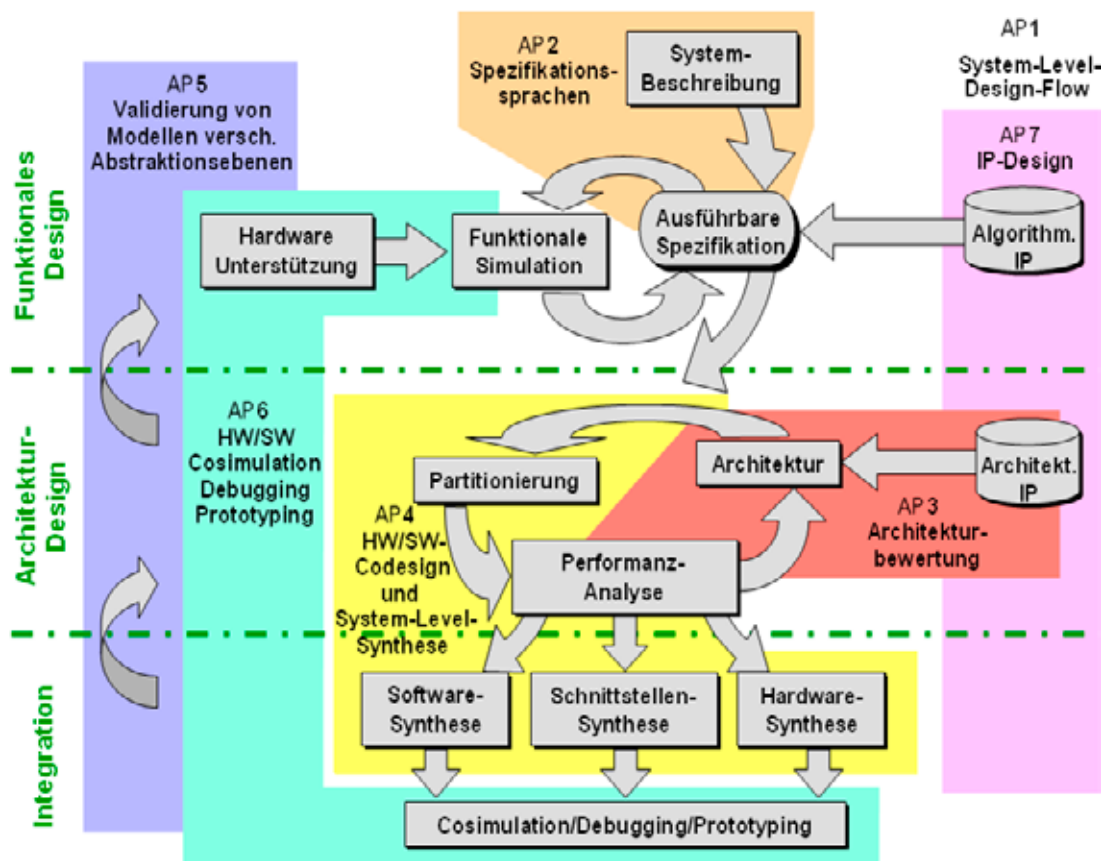 AP1
System-Level-
Design-Flow
AP2
Spezifikations-
sprachen
System-
Beschreibung
AP5
Validierung von
Modellen versch.
Abstraktionsebenen
AP7
IP-Design
Funktionales
Design
Hardware
Unterstützung
Funktionale
Simulation
Ausführbare
Spezifikation
Algorithm.
IP
Architektur-
Design
AP6
HW/SW
Cosimulation
Debugging
Prototyping
Partitionierung
Architektur
Architekt.
IP
AP3
Architektur-
bewertung
AP4
HW/SW-
Codesign
und
System-Level-
Synthese
Performanz-
Analyse
Integration
Software-
Synthese
Schnittstellen-
Synthese
Hardware-
Synthese
Cosimulation/Debugging/Prototyping